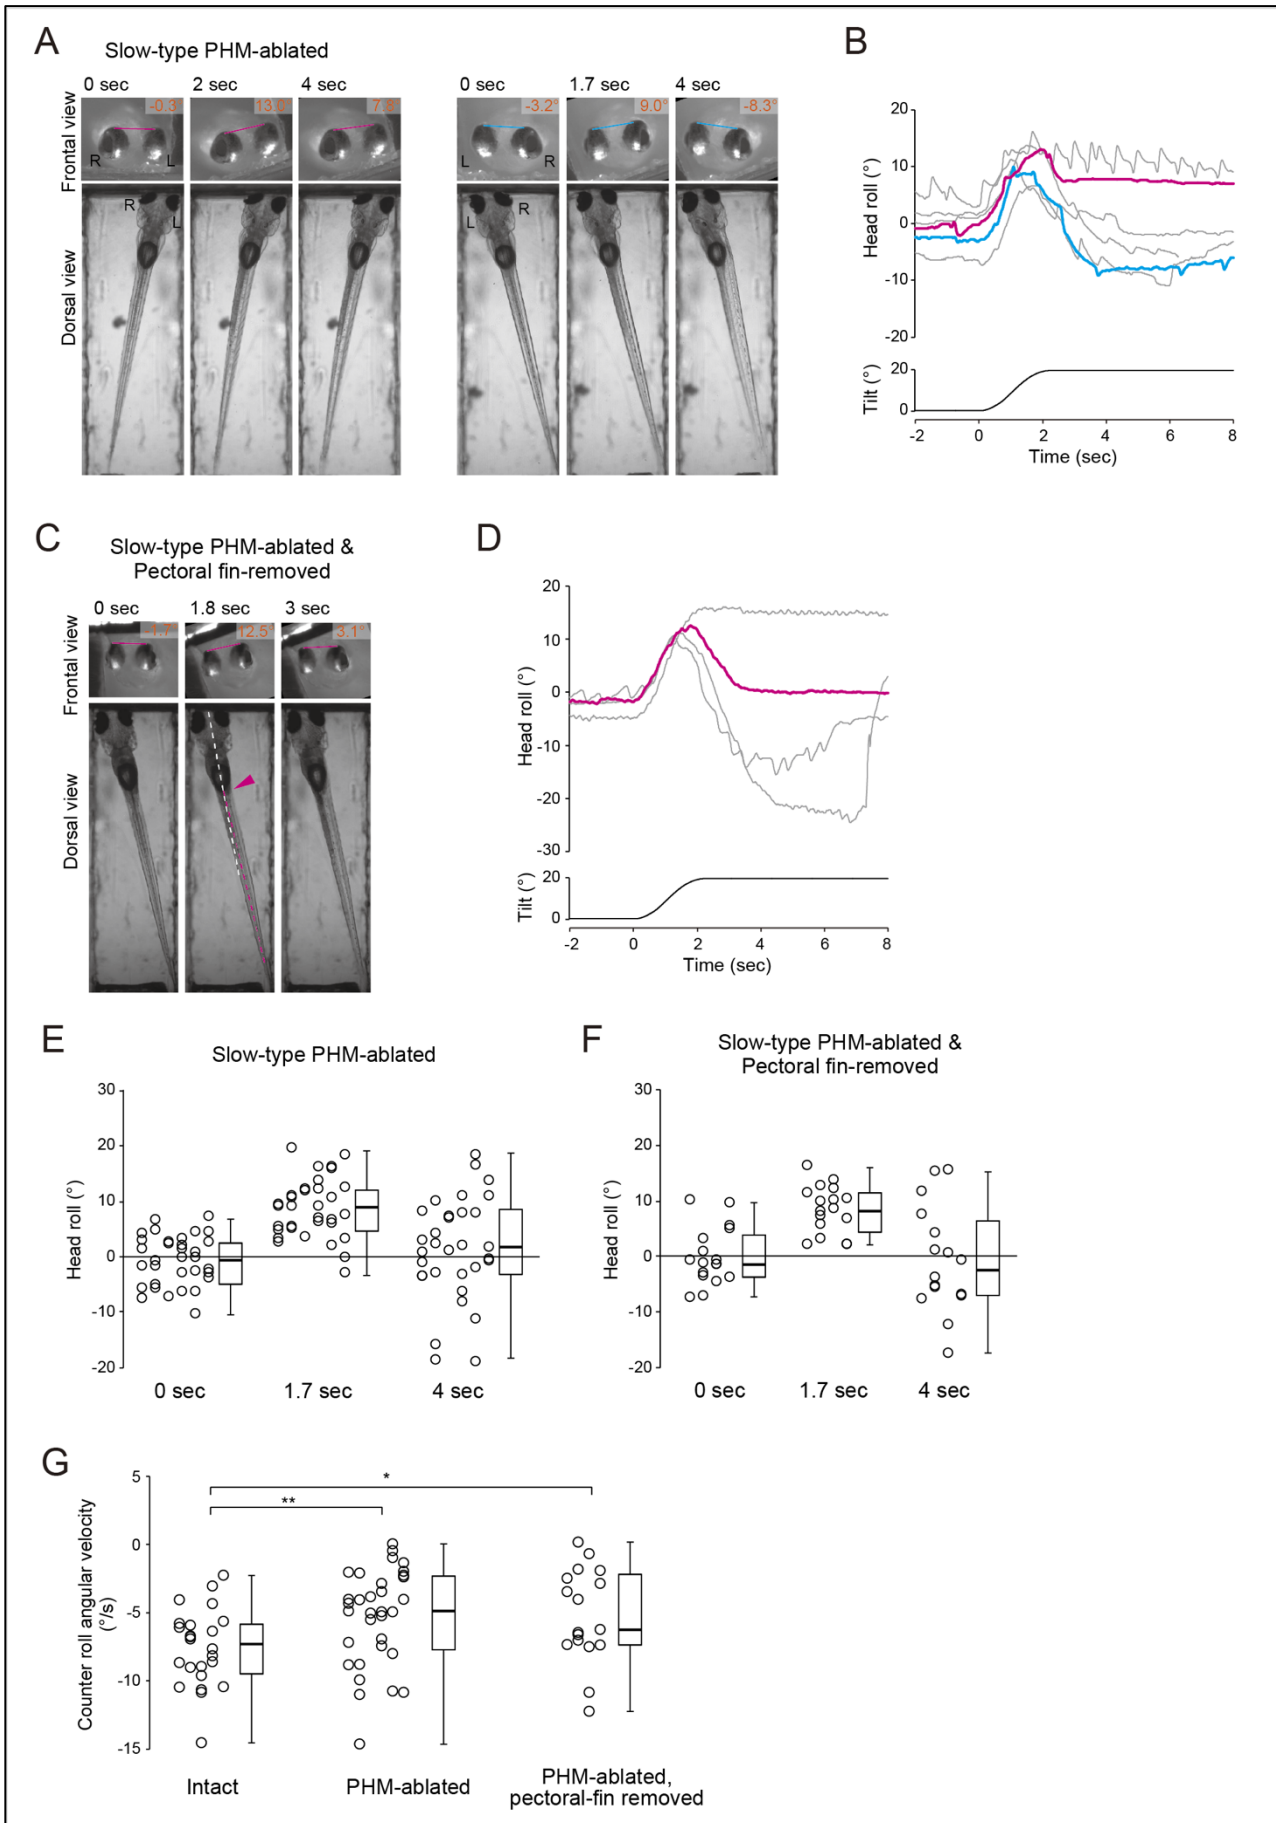 A
Slow-type PHM-ablated
0 sec
2 sec
4 sec
0 sec
1.7 sec
4 sec
Frontal view
-0.3°
13.0°
-3.2°
9.0°
-8.3°
R
L
L
R
Dorsal view
R
L
L
R
B
Head roll (°)
20
10
0
-10
-20
Tilt (°)
20
0
-2
0
2
4
6
8
Time (sec)
C
Slow-type PHM-ablated &
Pectoral fin-removed
0 sec
1.8 sec
3 sec
Frontal view
-1.7°
12.5°
3.1°
Dorsal view
D
Head roll (°)
20
10
0
-10
-20
-30
Tilt (°)
20
0
-2
0
2
4
6
8
Time (sec)
E
Slow-type PHM-ablated
Head roll (°)
30
20
10
0
-10
-20
0 sec
1.7 sec
4 sec
F
Slow-type PHM-ablated &
Pectoral fin-removed
Head roll (°)
30
20
10
0
-10
-20
0 sec
1.7 sec
4 sec
G
Counter roll angular velocity
(°/s)
5
0
-5
-10
-15
*
**
Intact
PHM-ablated
PHM-ablated,
pectoral-fin removed